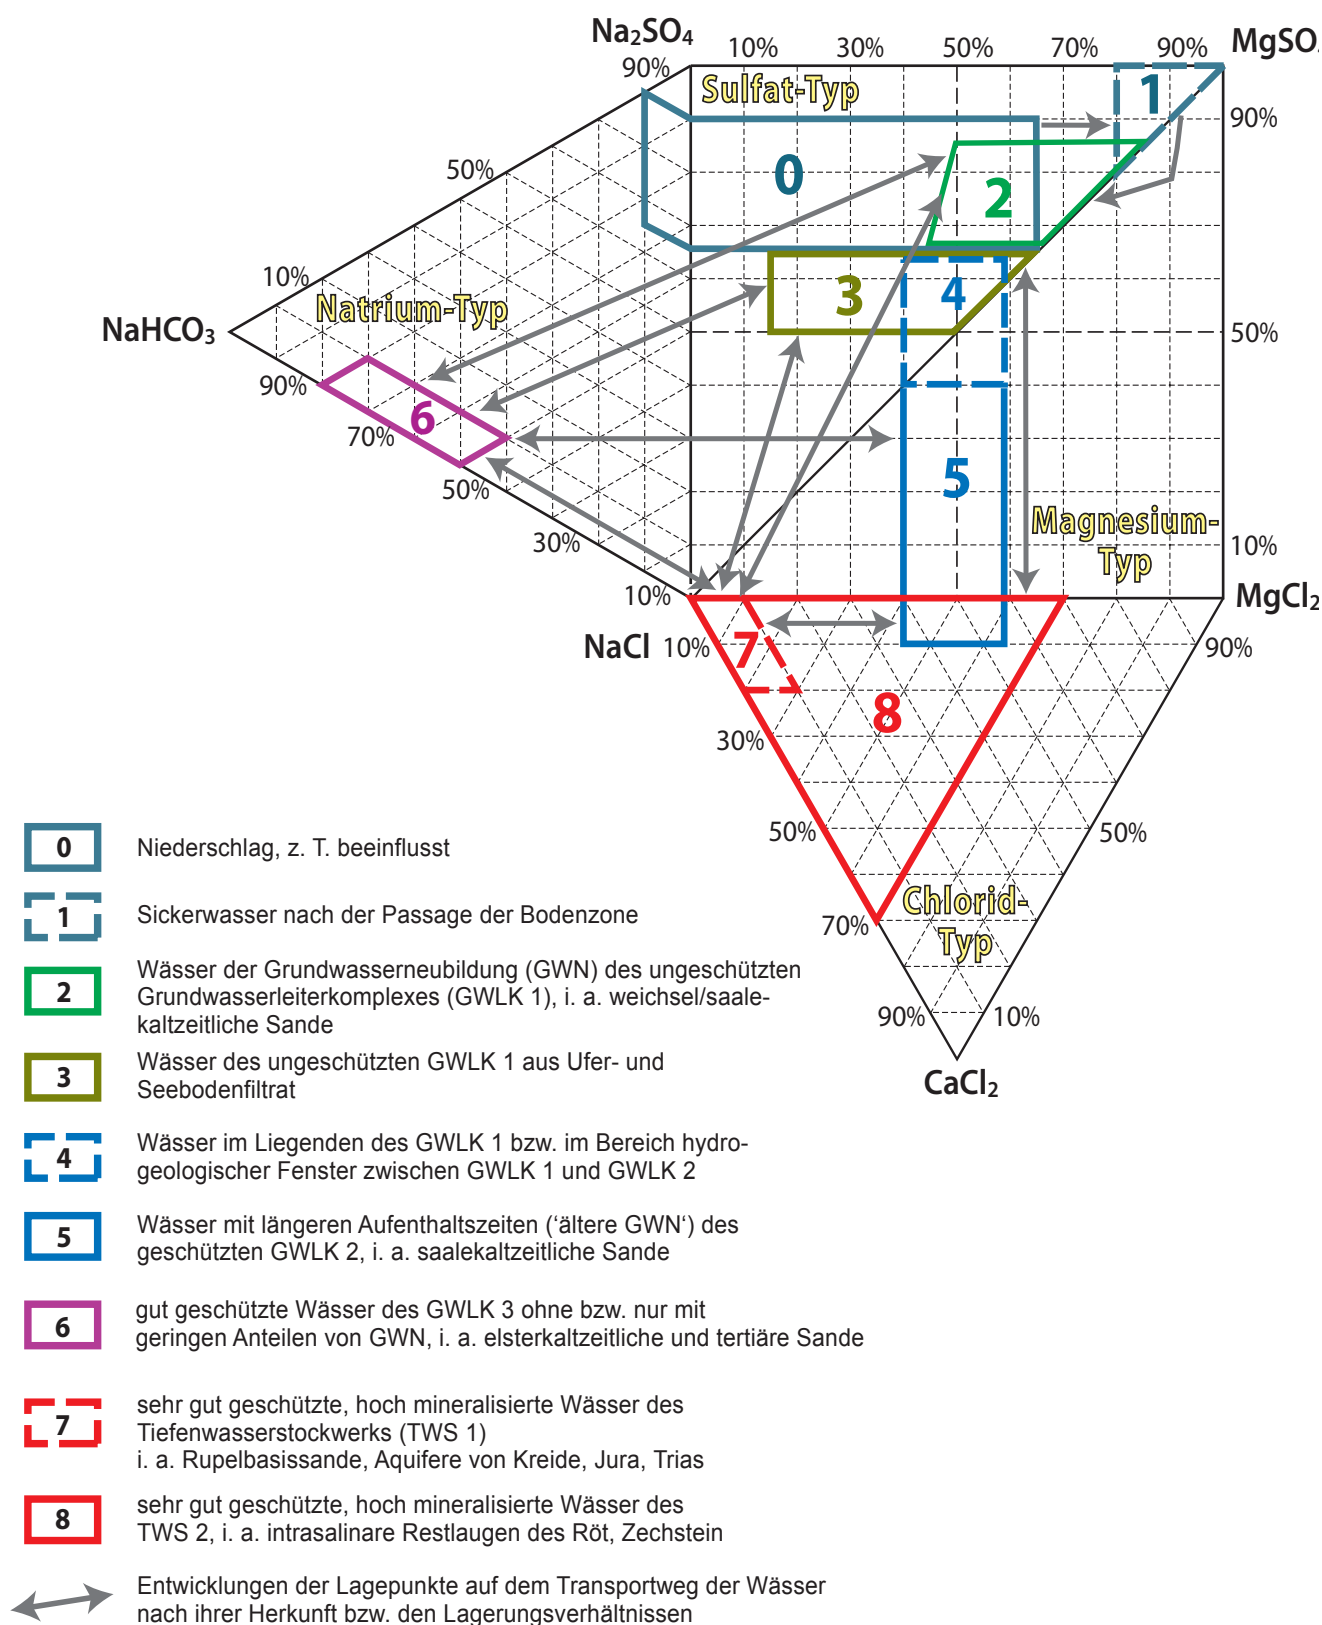 Na₂SO₄ 10% 30% 50% 70% 90% MgSO
90%
Sulfat-Typ 1
90%
50% 0 2
10% 3 4
Natrium-Typ
NaHCO₃ 50%
90%
6
70%
50% 5
30% Magnesium-
Typ 10%
10% MgCl₂
NaCl 10% 7 90%
8
30%
50% 50%
Chlorid-
70% Typ
90% 10%
CaCl₂
0 Niederschlag, z. T. beeinflusst
1 Sickerwasser nach der Passage der Bodenzone
2 Wässer der Grundwasserneubildung (GWN) des ungeschützten
Grundwasserleiterkomplexes (GWLK 1), i. a. weichsel/saale-
kaltzeitliche Sande
3 Wässer des ungeschützten GWLK 1 aus Ufer- und
Seebodenfiltrat
4 Wässer im Liegenden des GWLK 1 bzw. im Bereich hydro-
geologischer Fenster zwischen GWLK 1 und GWLK 2
5 Wässer mit längeren Aufenthaltszeiten (‘ältere GWN‘) des
geschützten GWLK 2, i. a. saalekaltzeitliche Sande
6 gut geschützte Wässer des GWLK 3 ohne bzw. nur mit
geringen Anteilen von GWN, i. a. elsterkaltzeitliche und tertiäre Sande
7 sehr gut geschützte, hoch mineralisierte Wässer des
Tiefenwasserstockwerks (TWS 1)
i. a. Rupelbasissande, Aquifere von Kreide, Jura, Trias
8 sehr gut geschützte, hoch mineralisierte Wässer des
TWS 2, i. a. intrasalinare Restlaugen des Röt, Zechstein
Entwicklungen der Lagepunkte auf dem Transportweg der Wässer
nach ihrer Herkunft bzw. den Lagerungsverhältnissen